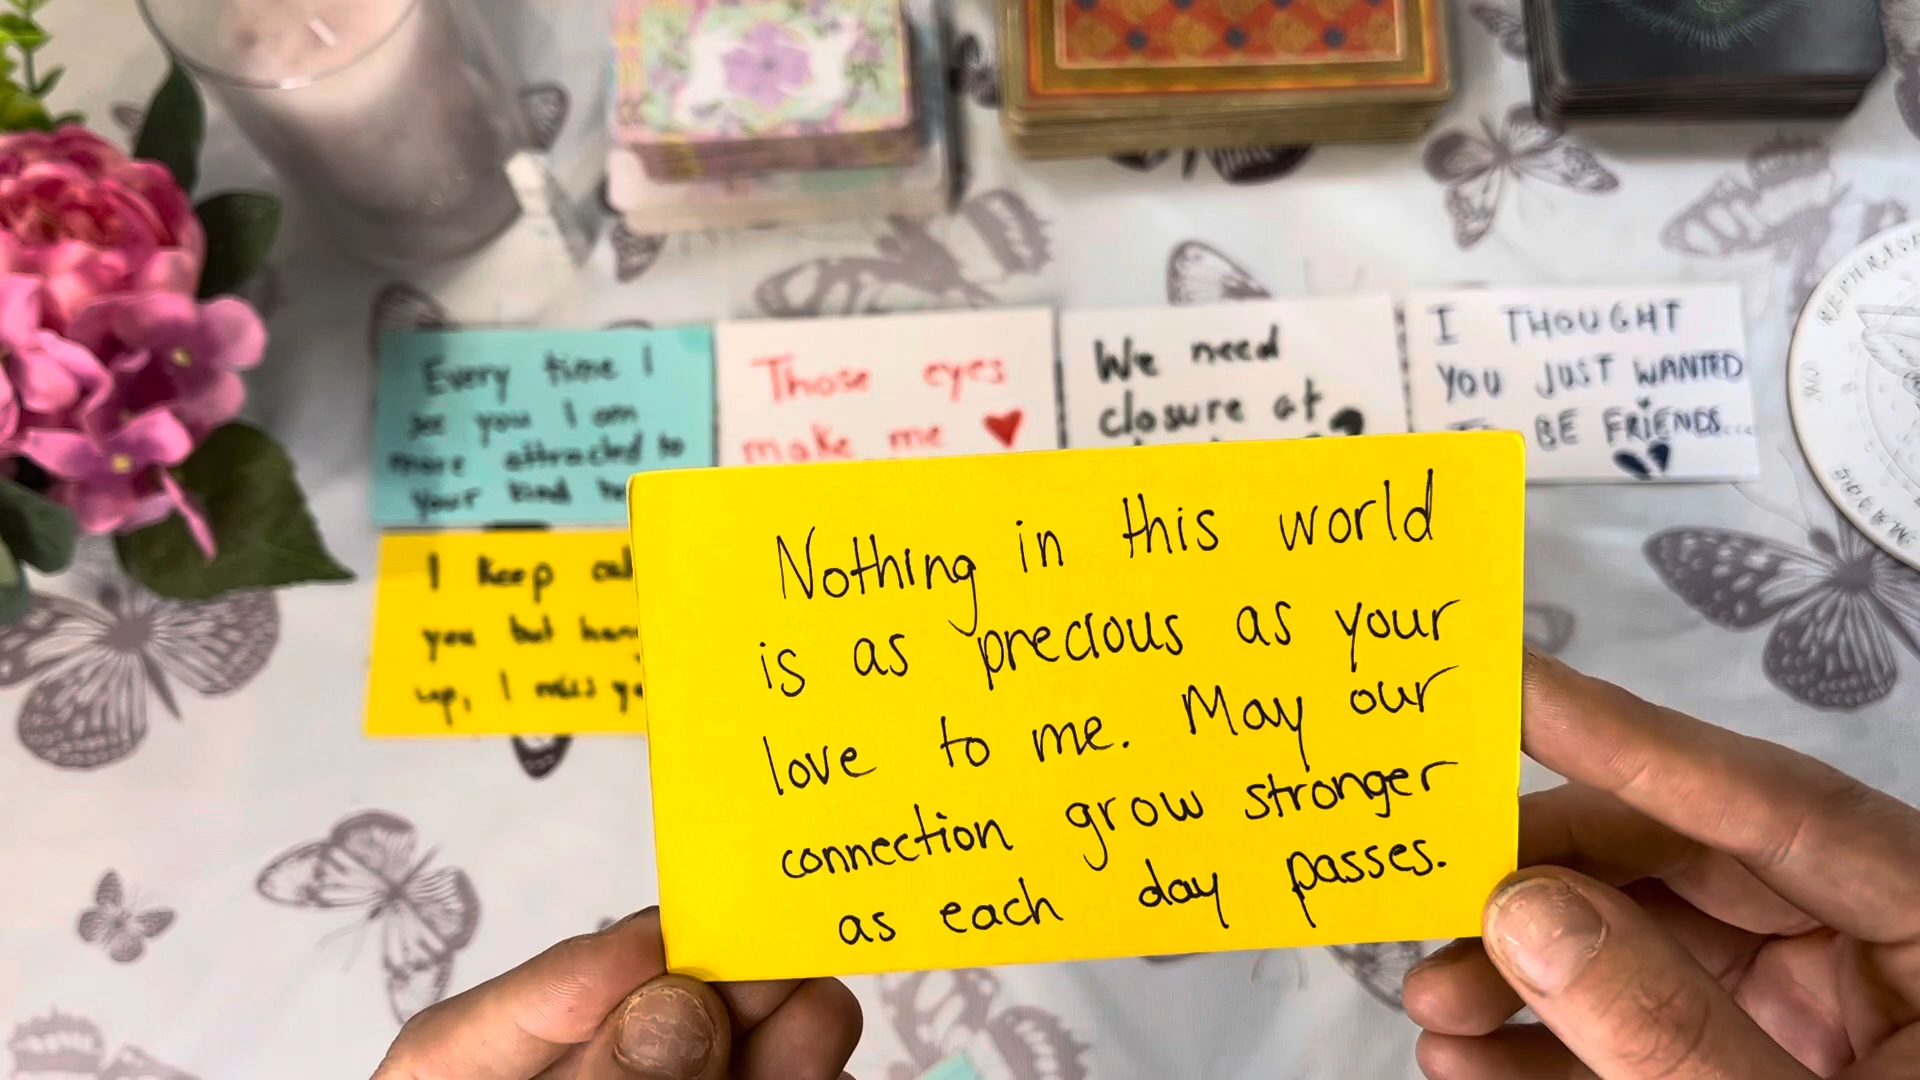 Every time I
see you I am
more attracted to
your kind
Those eyes
make me
We need
closure at
I THOUGHT
YOU JUST WANTED
TO BE FRIENDS....
I keep
you but
up, I miss
Nothing in this world
is as precious as your
love to me. May our
connection grow stronger
as each day passes.
NO